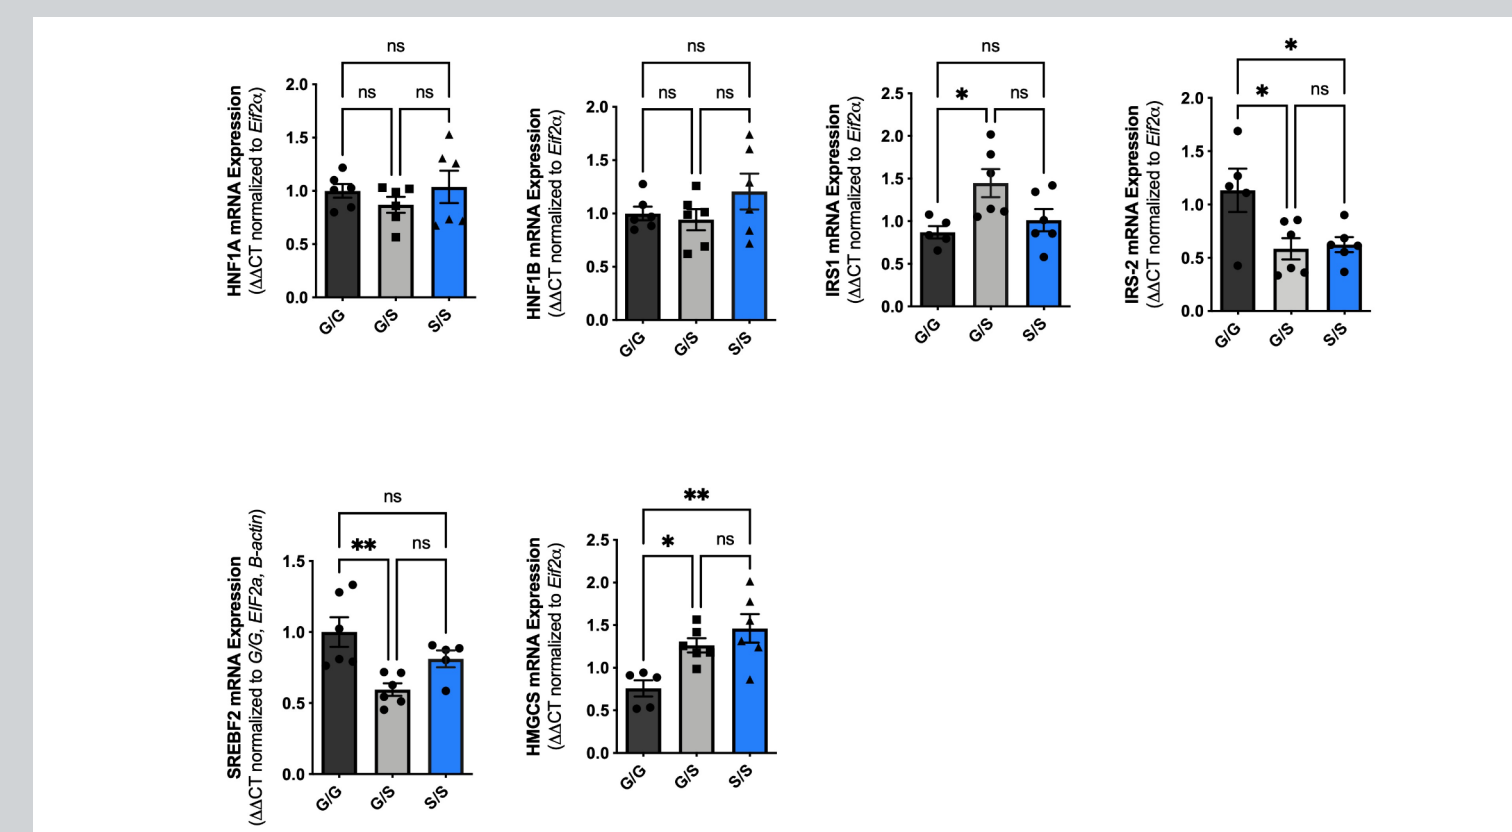 ns
ns ns
HNF1A mRNA Expression
(ΔΔCT normalized to Eif2α)
2.0
1.5
1.0
0.5
0.0
G/G G/S S/S
ns
ns ns
HNF1B mRNA Expression
(ΔΔCT normalized to Eif2α)
2.0
1.5
1.0
0.5
0.0
G/G G/S S/S
ns
* ns
IRS1 mRNA Expression
(ΔΔCT normalized to Eif2α)
2.5
2.0
1.5
1.0
0.5
0.0
G/G G/S S/S
*
* ns
IRS-2 mRNA Expression
(ΔΔCT normalized to Eif2α)
2.0
1.5
1.0
0.5
0.0
G/G G/S S/S
ns
** ns
SREBF2 mRNA Expression
(ΔΔCT normalized to G/G, EIF2a, B-actin)
1.5
1.0
0.5
0.0
G/G G/S S/S
**
* ns
HMGCS mRNA Expression
(ΔΔCT normalized to Eif2α)
2.5
2.0
1.5
1.0
0.5
0.0
G/G G/S S/S